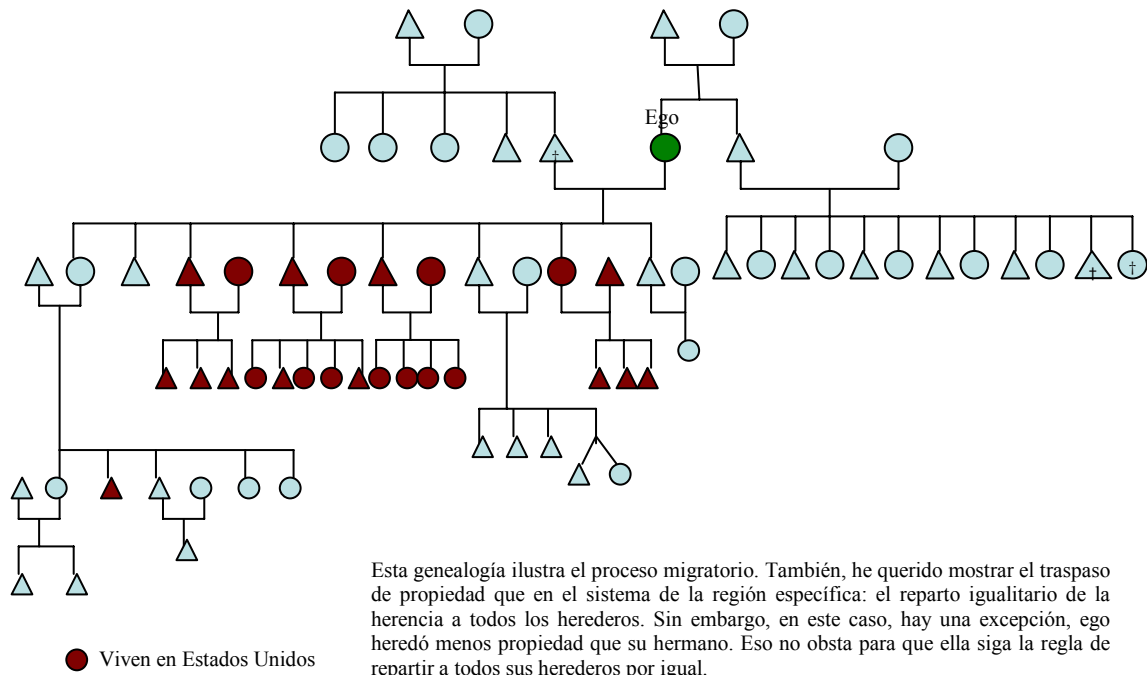 Ego
Esta genealogía ilustra el proceso migratorio. También, he querido mostrar el traspaso
de propiedad que en el sistema de la región específica: el reparto igualitario de la
herencia a todos los herederos. Sin embargo, en este caso, hay una excepción, ego
heredó menos propiedad que su hermano. Eso no obsta para que ella siga la regla de
Viven en Estados Unidos
repartir a todos sus herederos por igual.